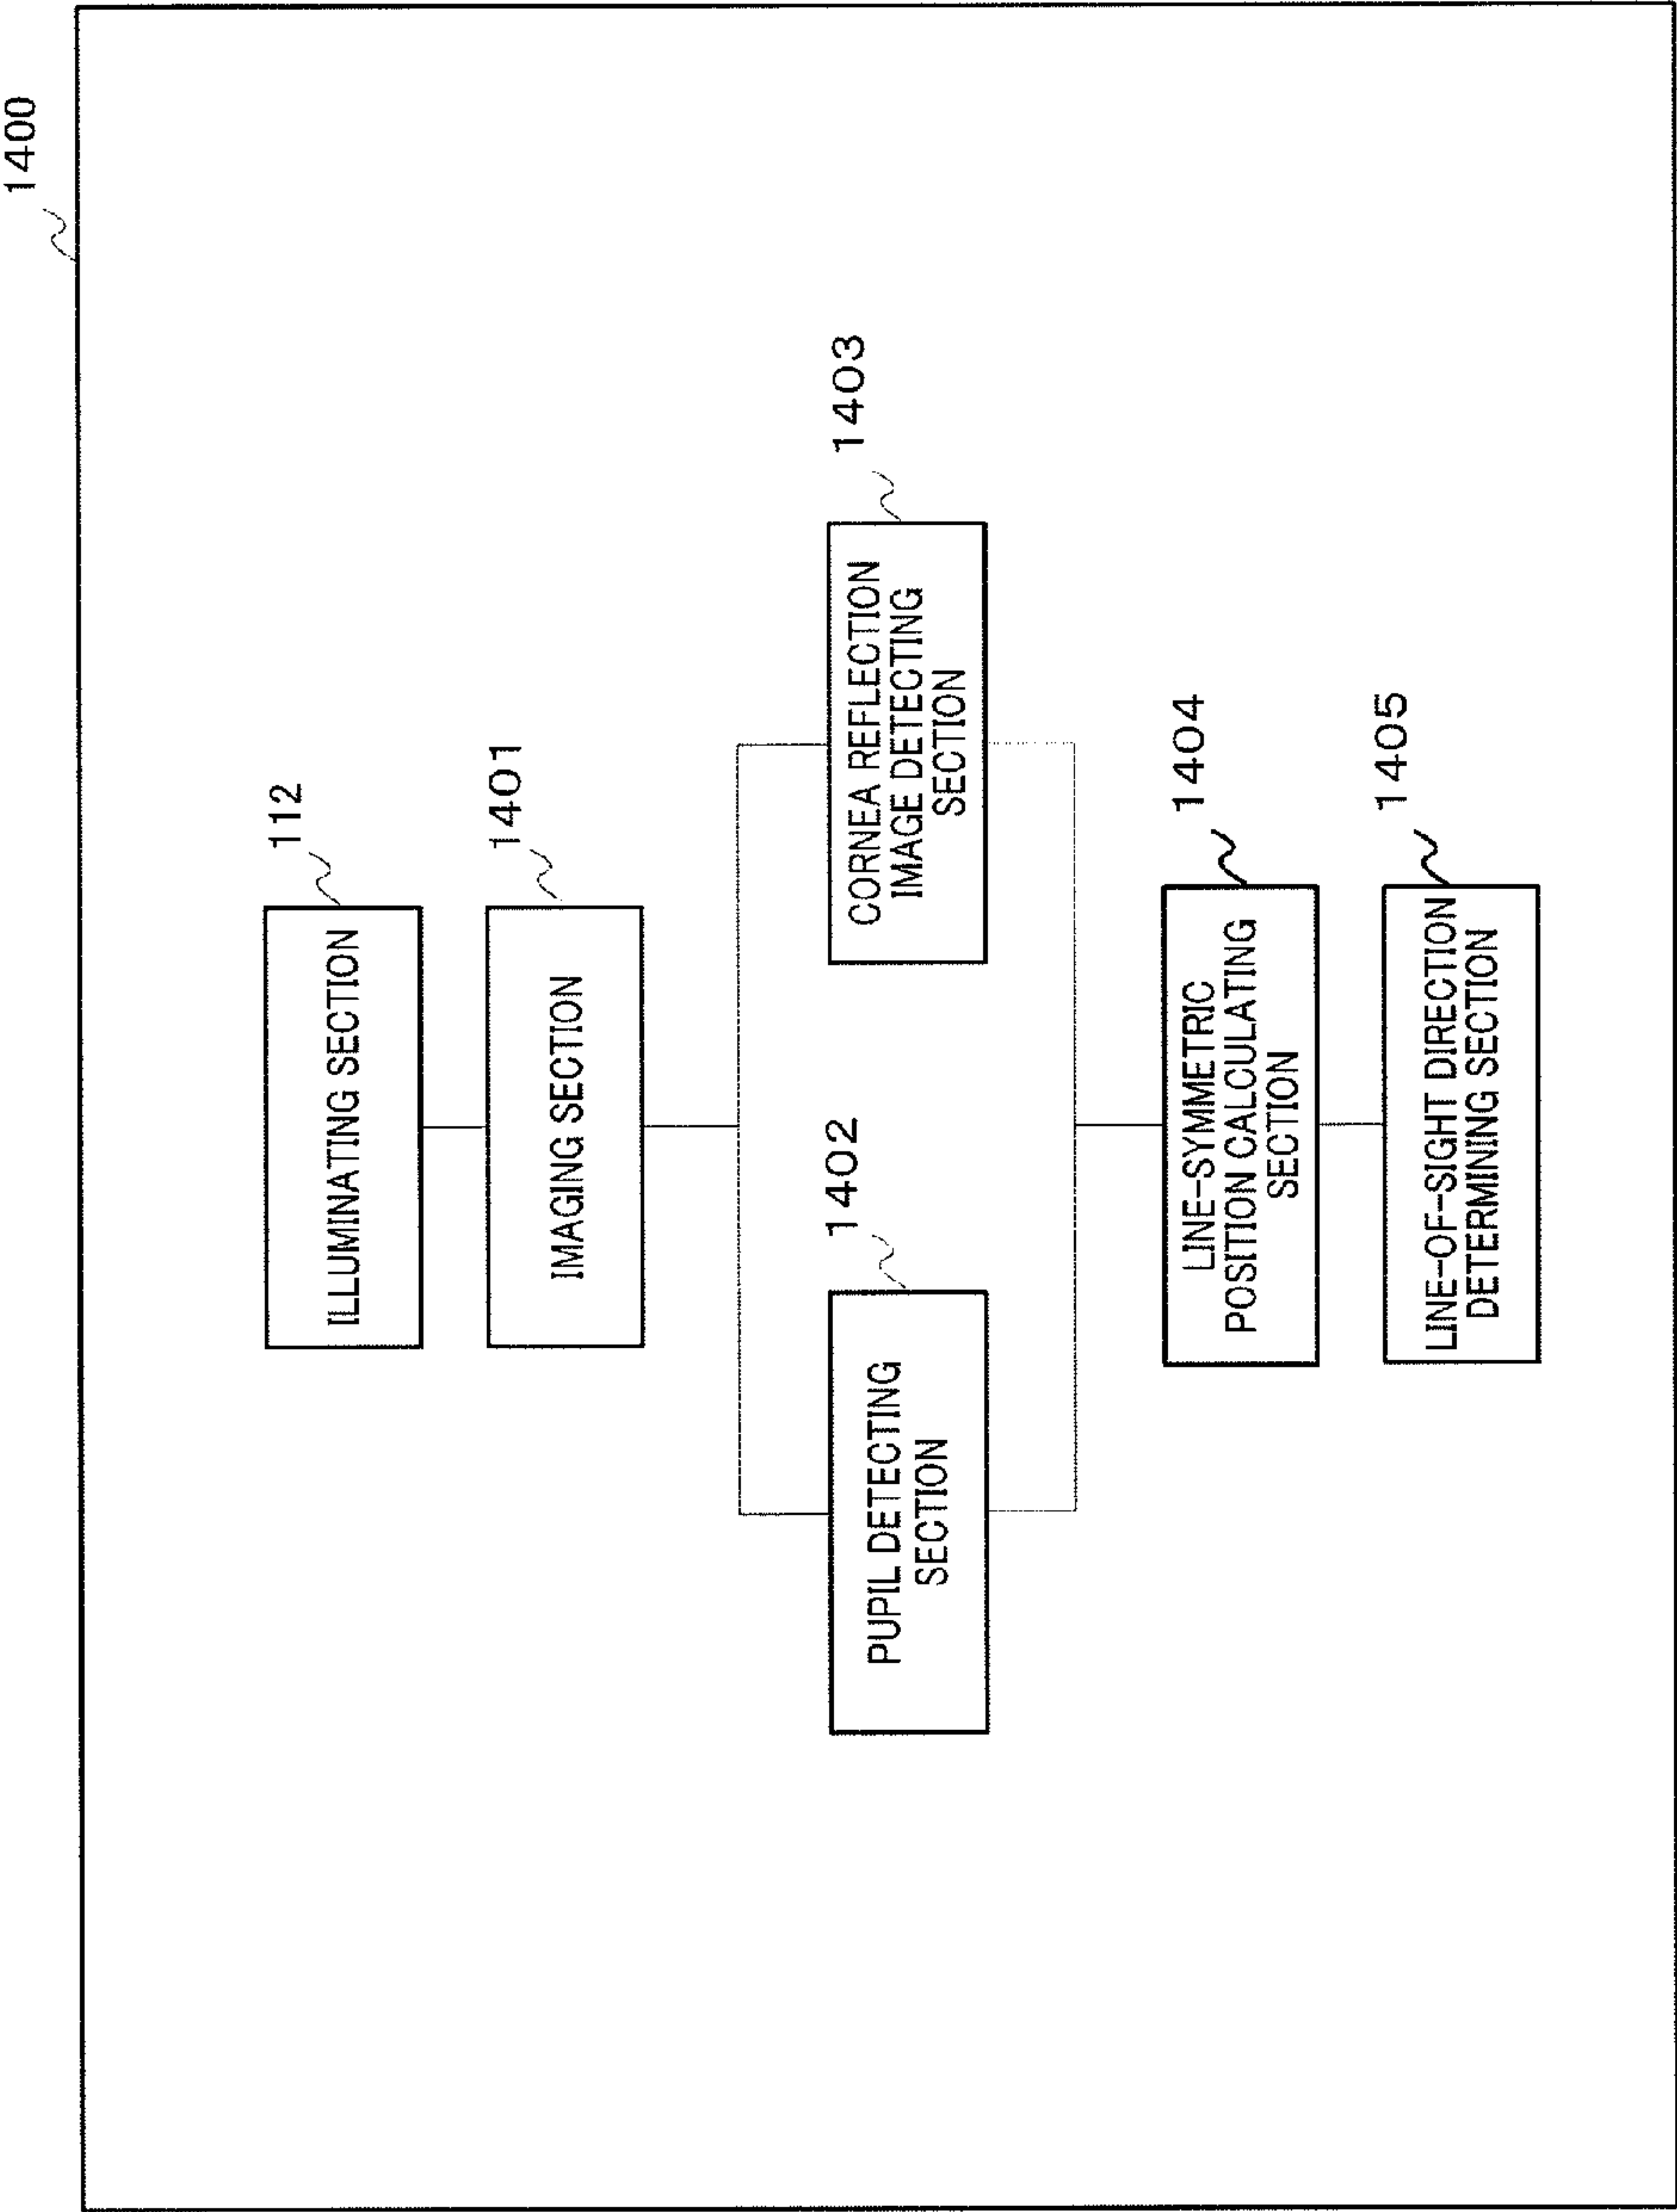 1400
112
ILLUMINATING SECTION
1401
IMAGING SECTION
1402
PUPIL DETECTING
SECTION
1403
CORNEA REFLECTION
IMAGE DETECTING
SECTION
1404
LINE-SYMMETRIC
POSITION CALCULATING
SECTION
1405
LINE-OF-SIGHT DIRECTION
DETERMINING SECTION